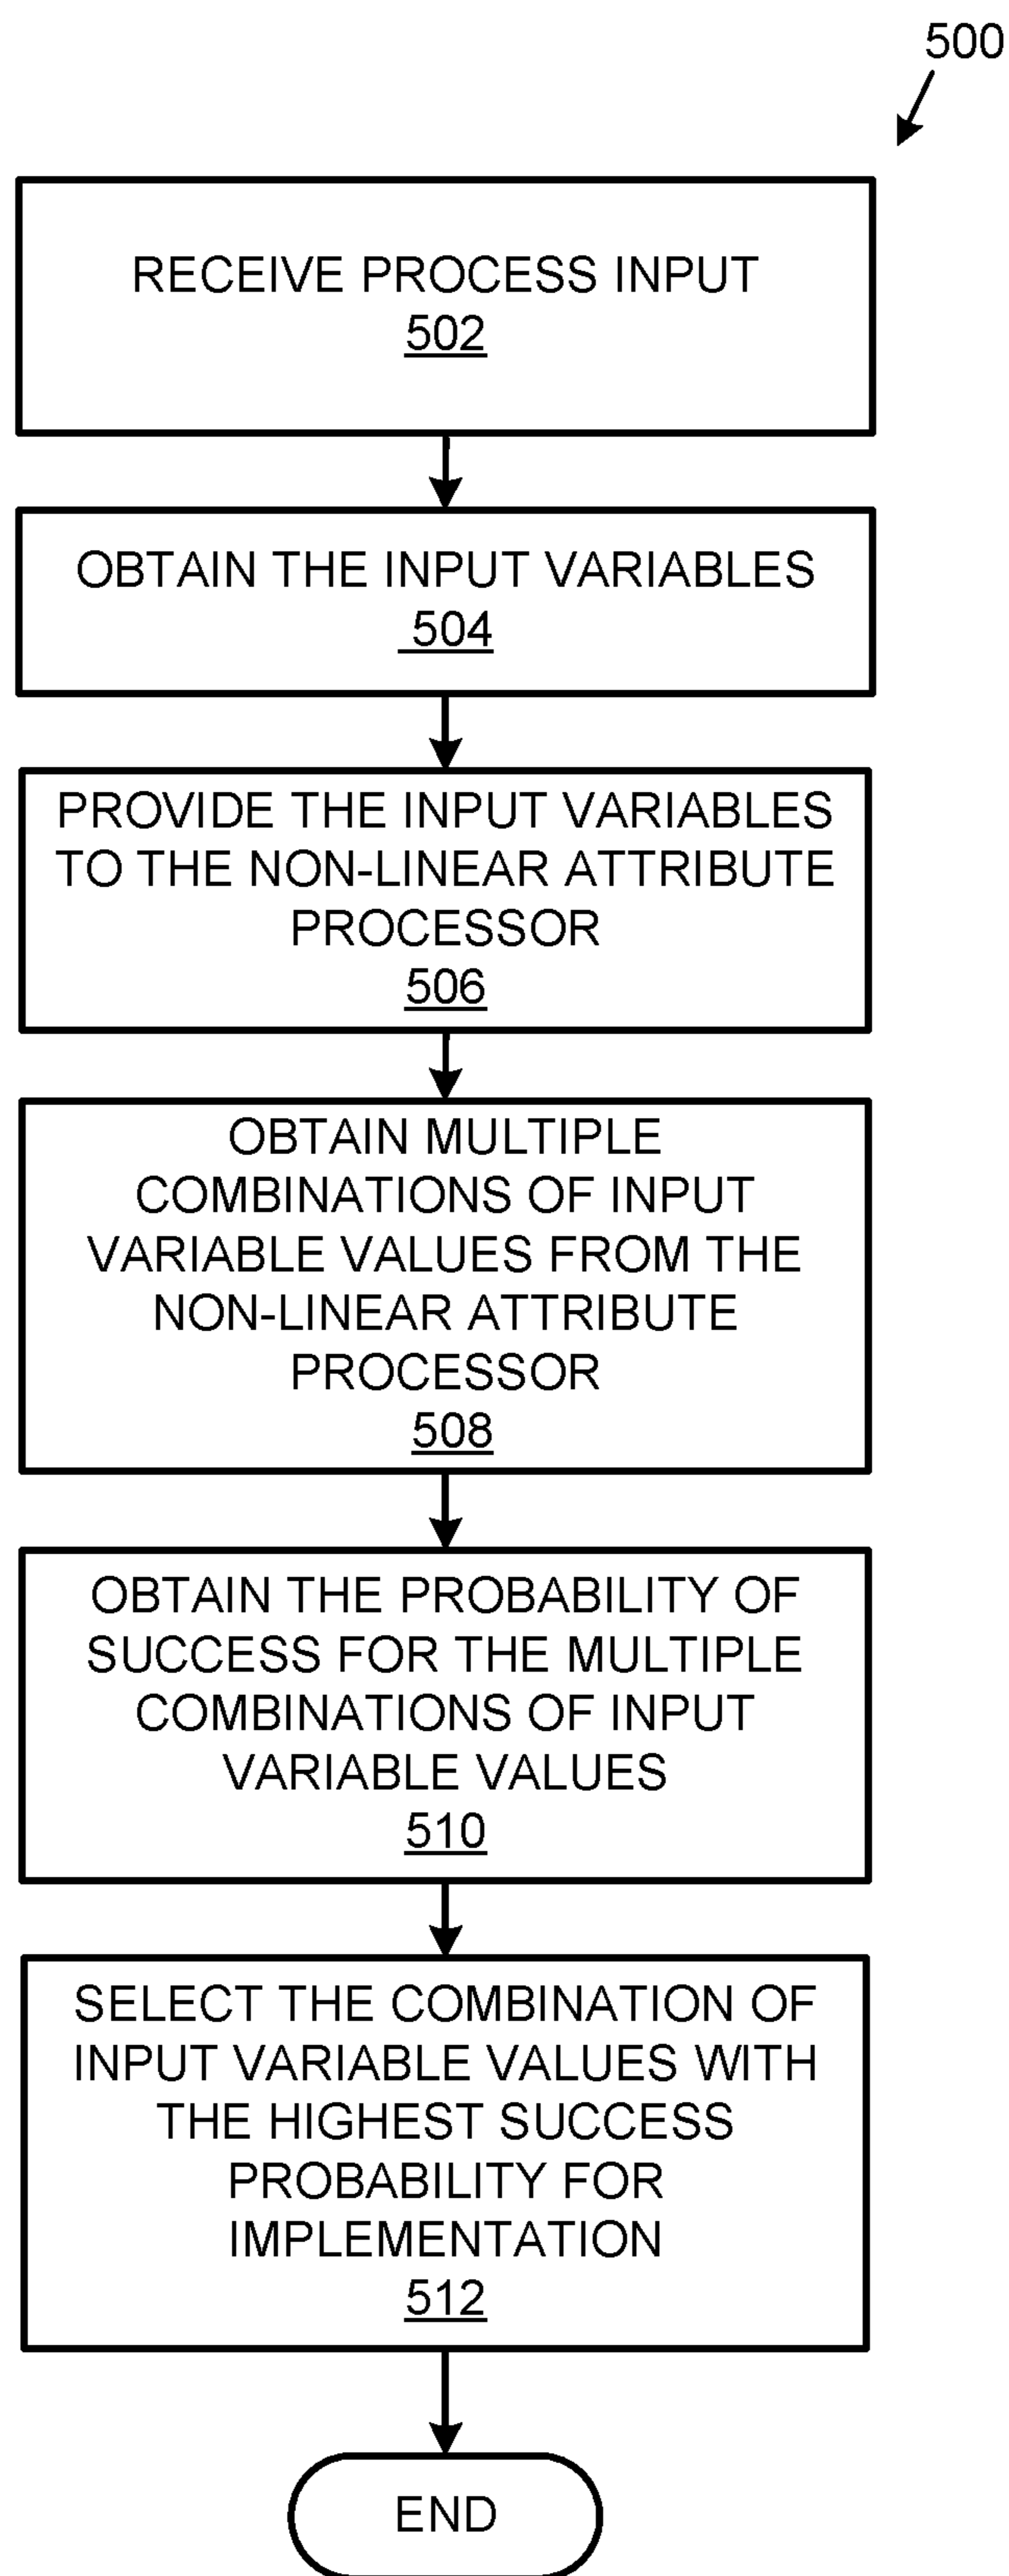 500
RECEIVE PROCESS INPUT
502
OBTAIN THE INPUT VARIABLES
504
PROVIDE THE INPUT VARIABLES
TO THE NON-LINEAR ATTRIBUTE
PROCESSOR
506
OBTAIN MULTIPLE
COMBINATIONS OF INPUT
VARIABLE VALUES FROM THE
NON-LINEAR ATTRIBUTE
PROCESSOR
508
OBTAIN THE PROBABILITY OF
SUCCESS FOR THE MULTIPLE
COMBINATIONS OF INPUT
VARIABLE VALUES
510
SELECT THE COMBINATION OF
INPUT VARIABLE VALUES WITH
THE HIGHEST SUCCESS
PROBABILITY FOR
IMPLEMENTATION
512
END